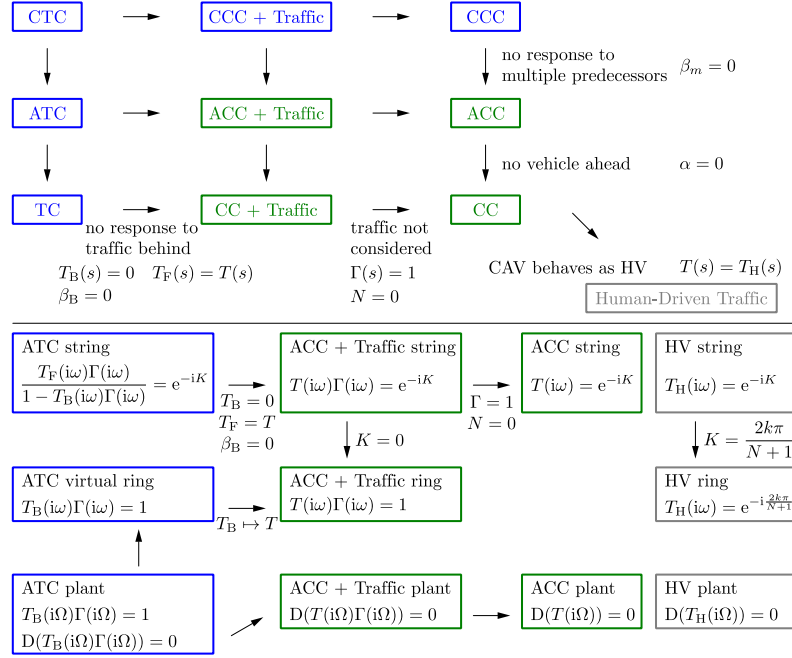 CTC
CCC + Traffic
CCC
no response to
multiple predecessors
β_m = 0
ATC
ACC + Traffic
ACC
no vehicle ahead
α = 0
TC
CC + Traffic
CC
no response to
traffic behind
T_B(s) = 0 T_F(s) = T(s)
β_B = 0
traffic not
considered
Γ(s) = 1
N = 0
CAV behaves as HV
T(s) = T_H(s)
Human-Driven Traffic
ATC string
T_F(iω)Γ(iω)
1 − T_B(iω)Γ(iω)
= e^{−iK}
T_B = 0
T_F = T
β_B = 0
ACC + Traffic string
T(iω)Γ(iω) = e^{−iK}
Γ = 1
N = 0
ACC string
T(iω) = e^{−iK}
HV string
T_H(iω) = e^{−iK}
K = 0
K = 2kπ
N + 1
ATC virtual ring
T_B(iω)Γ(iω) = 1
T_B ↦ T
ACC + Traffic ring
T(iω)Γ(iω) = 1
HV ring
T_H(iω) = e^{−i 2kπ/N+1}
ATC plant
T_B(iΩ)Γ(iΩ) = 1
D(T_B(iΩ)Γ(iΩ)) = 0
ACC + Traffic plant
D(T(iΩ)Γ(iΩ)) = 0
ACC plant
D(T(iΩ)) = 0
HV plant
D(T_H(iΩ)) = 0